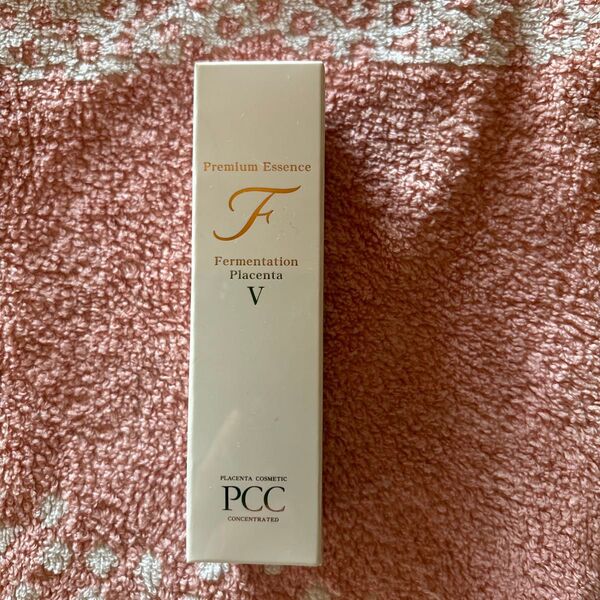 Premium Essence
F
Fermentation
Placenta
V
PLACENTA COSMETIC
PCC
CONCENTRATED